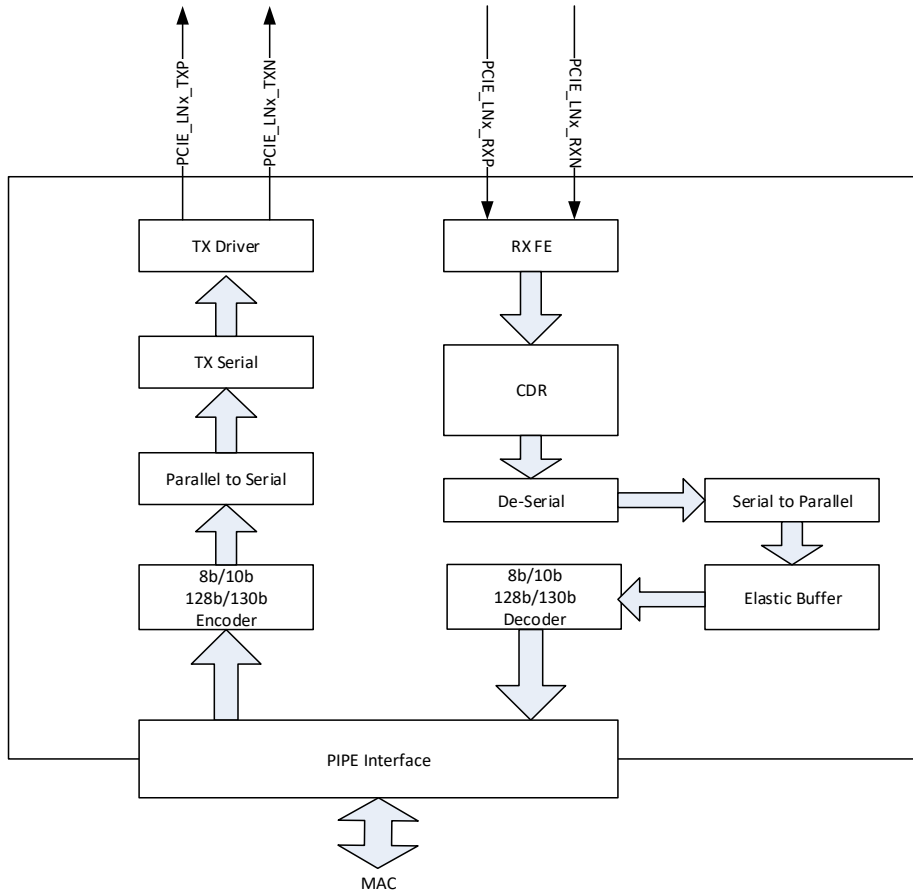 PCIE_LNx_TXP
PCIE_LNx_TXN
PCIE_LNx_RXP
PCIE_LNx_RXN
TX Driver
RX FE
TX Serial
CDR
Parallel to Serial
De-Serial
Serial to Parallel
8b/10b
128b/130b
Encoder
8b/10b
128b/130b
Decoder
Elastic Buffer
PIPE Interface
MAC